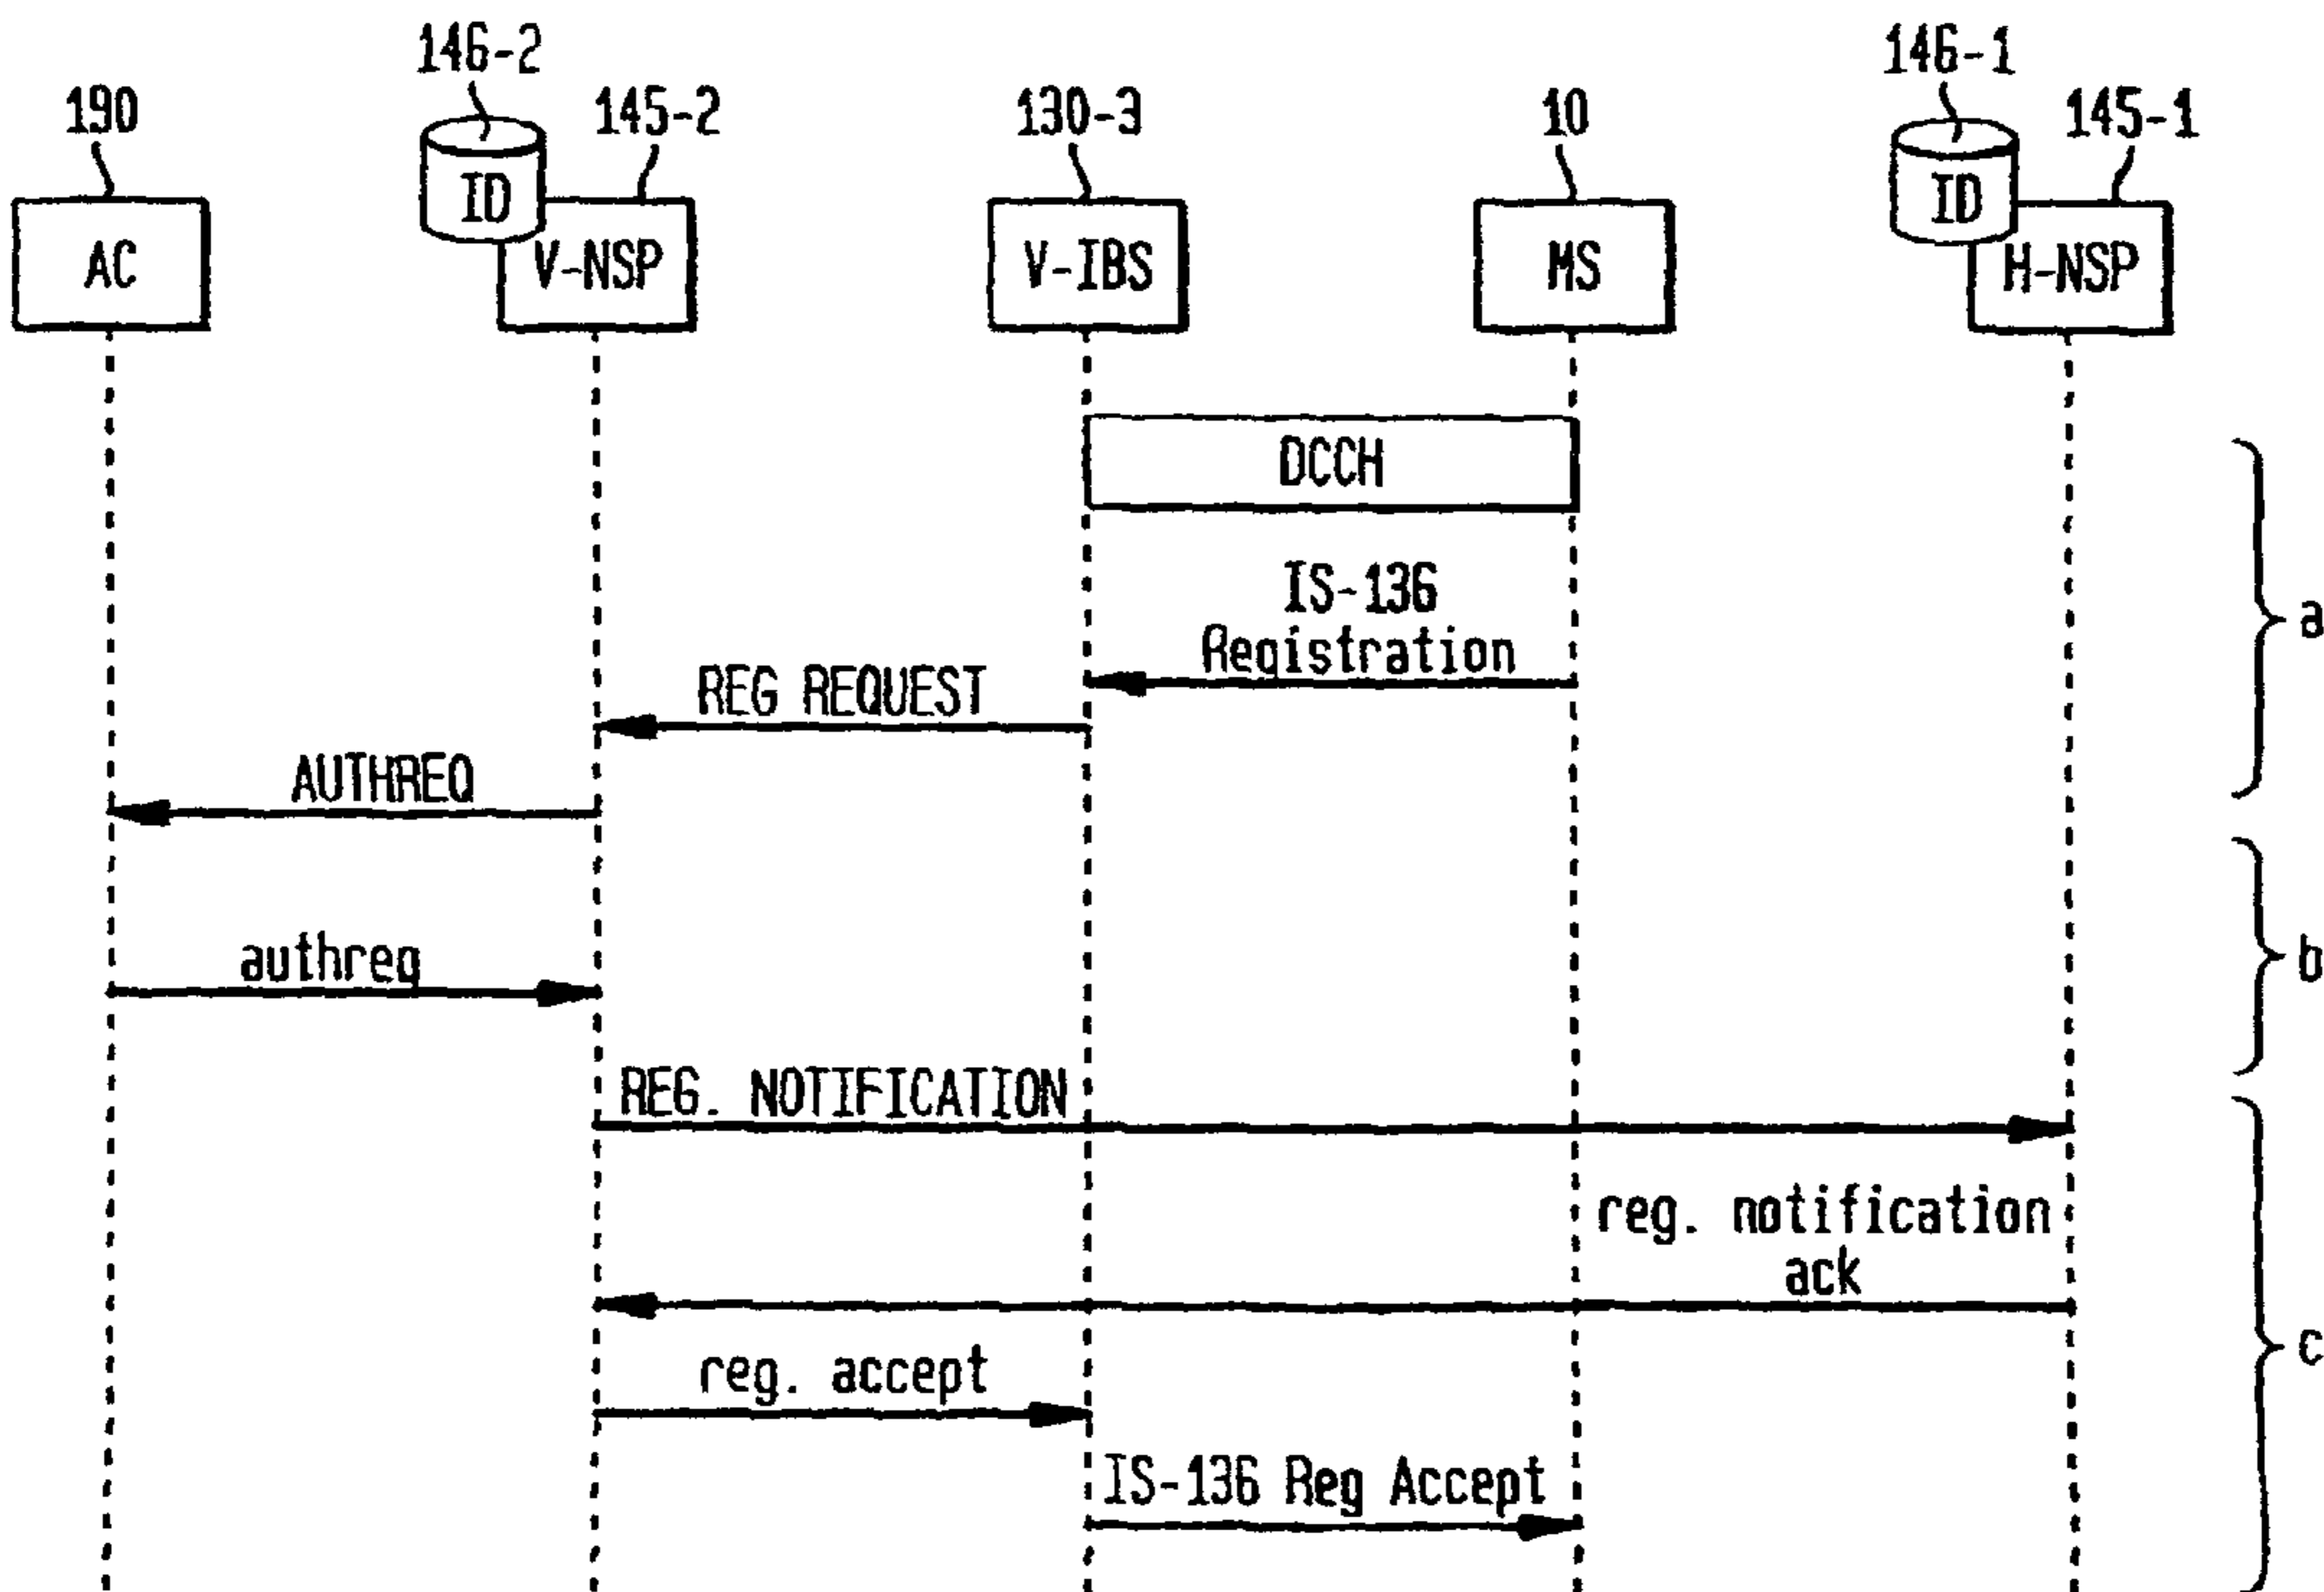 146-2
146-1
190
145-2
130-3
10
145-1
ID
ID
AC
V-NSP
V-IBS
MS
H-NSP
DCCH
IS-136
Registration
a
REG REQUEST
AUTHREQ
authreq
b
REG. NOTIFICATION
reg. notification
ack
c
reg. accept
IS-136 Reg Accept